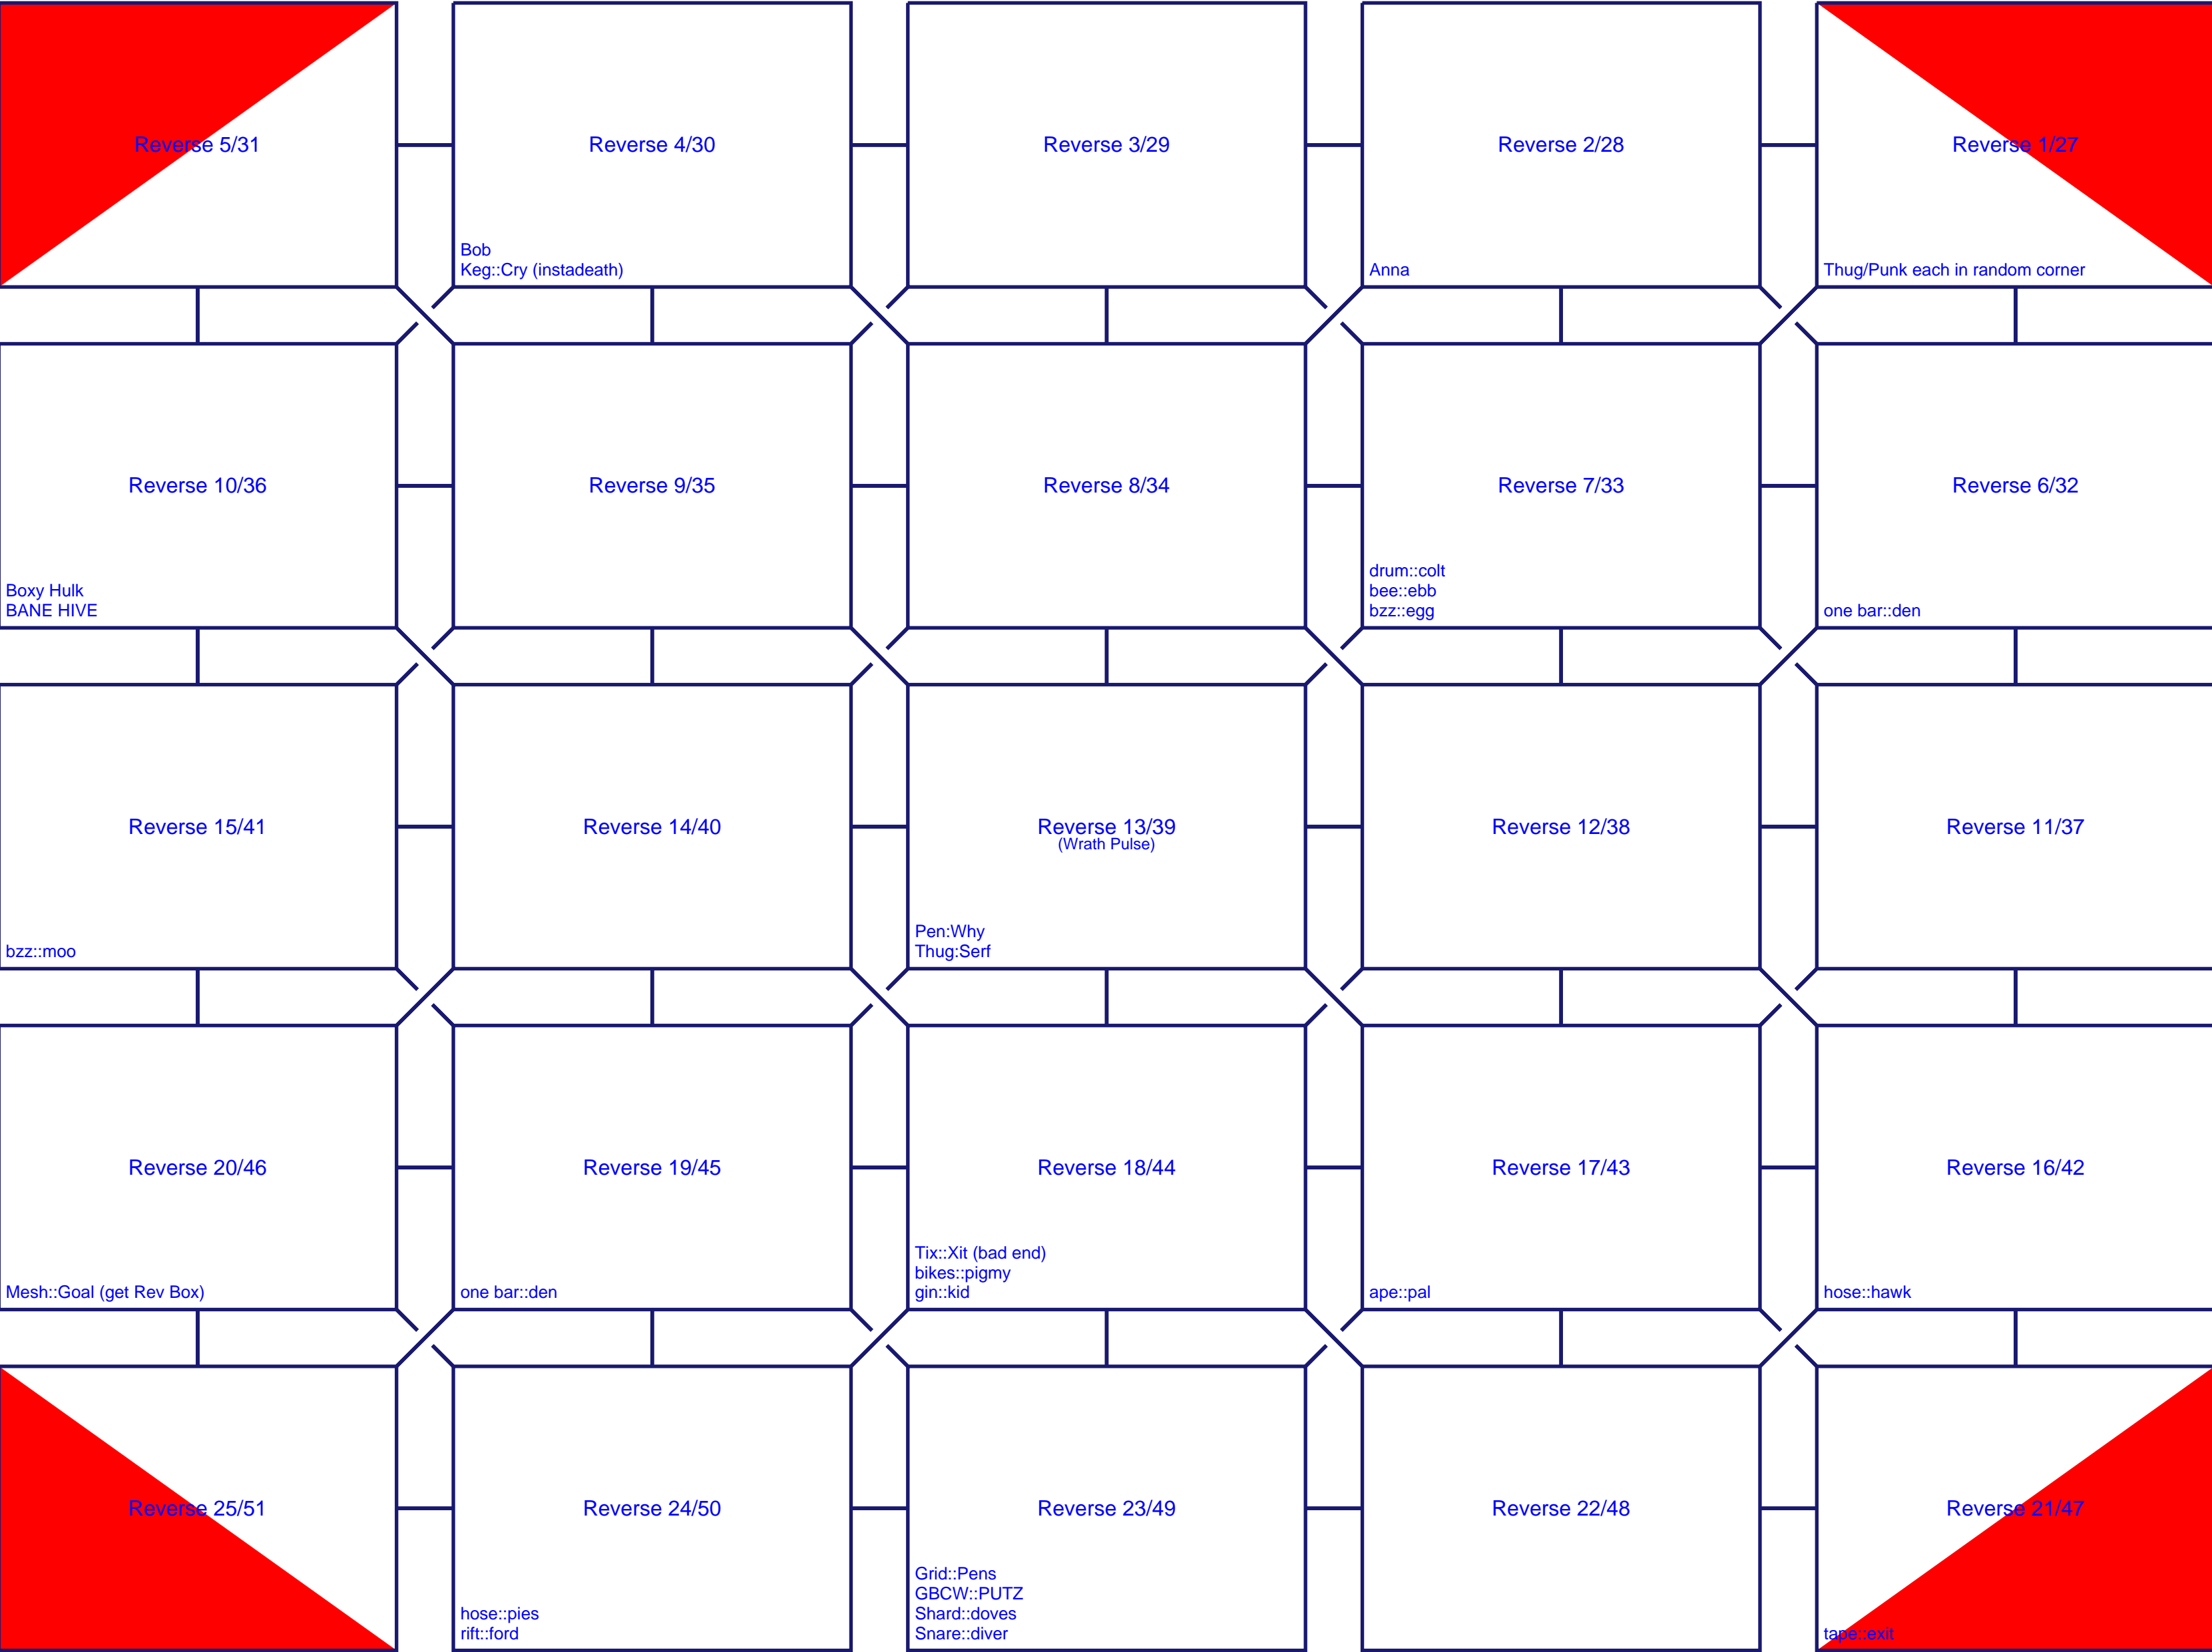 Reverse 5/31
Reverse 4/30
Bob
Keg::Cry (instadeath)
Reverse 3/29
Reverse 2/28
Anna
Reverse 1/27
Thug/Punk each in random corner
Reverse 10/36
Boxy Hulk
BANE HIVE
Reverse 9/35
Reverse 8/34
Reverse 7/33
drum::colt
bee::ebb
bzz::egg
Reverse 6/32
one bar::den
Reverse 15/41
bzz::moo
Reverse 14/40
Reverse 13/39
(Wrath Pulse)
Pen:Why
Thug:Serf
Reverse 12/38
Reverse 11/37
Reverse 20/46
Mesh::Goal (get Rev Box)
Reverse 19/45
one bar::den
Reverse 18/44
Tix::Xit (bad end)
bikes::pigmy
gin::kid
Reverse 17/43
ape::pal
Reverse 16/42
hose::hawk
Reverse 25/51
Reverse 24/50
hose::pies
rift::ford
Reverse 23/49
Grid::Pens
GBCW::PUTZ
Shard::doves
Snare::diver
Reverse 22/48
Reverse 21/47
tape::exit